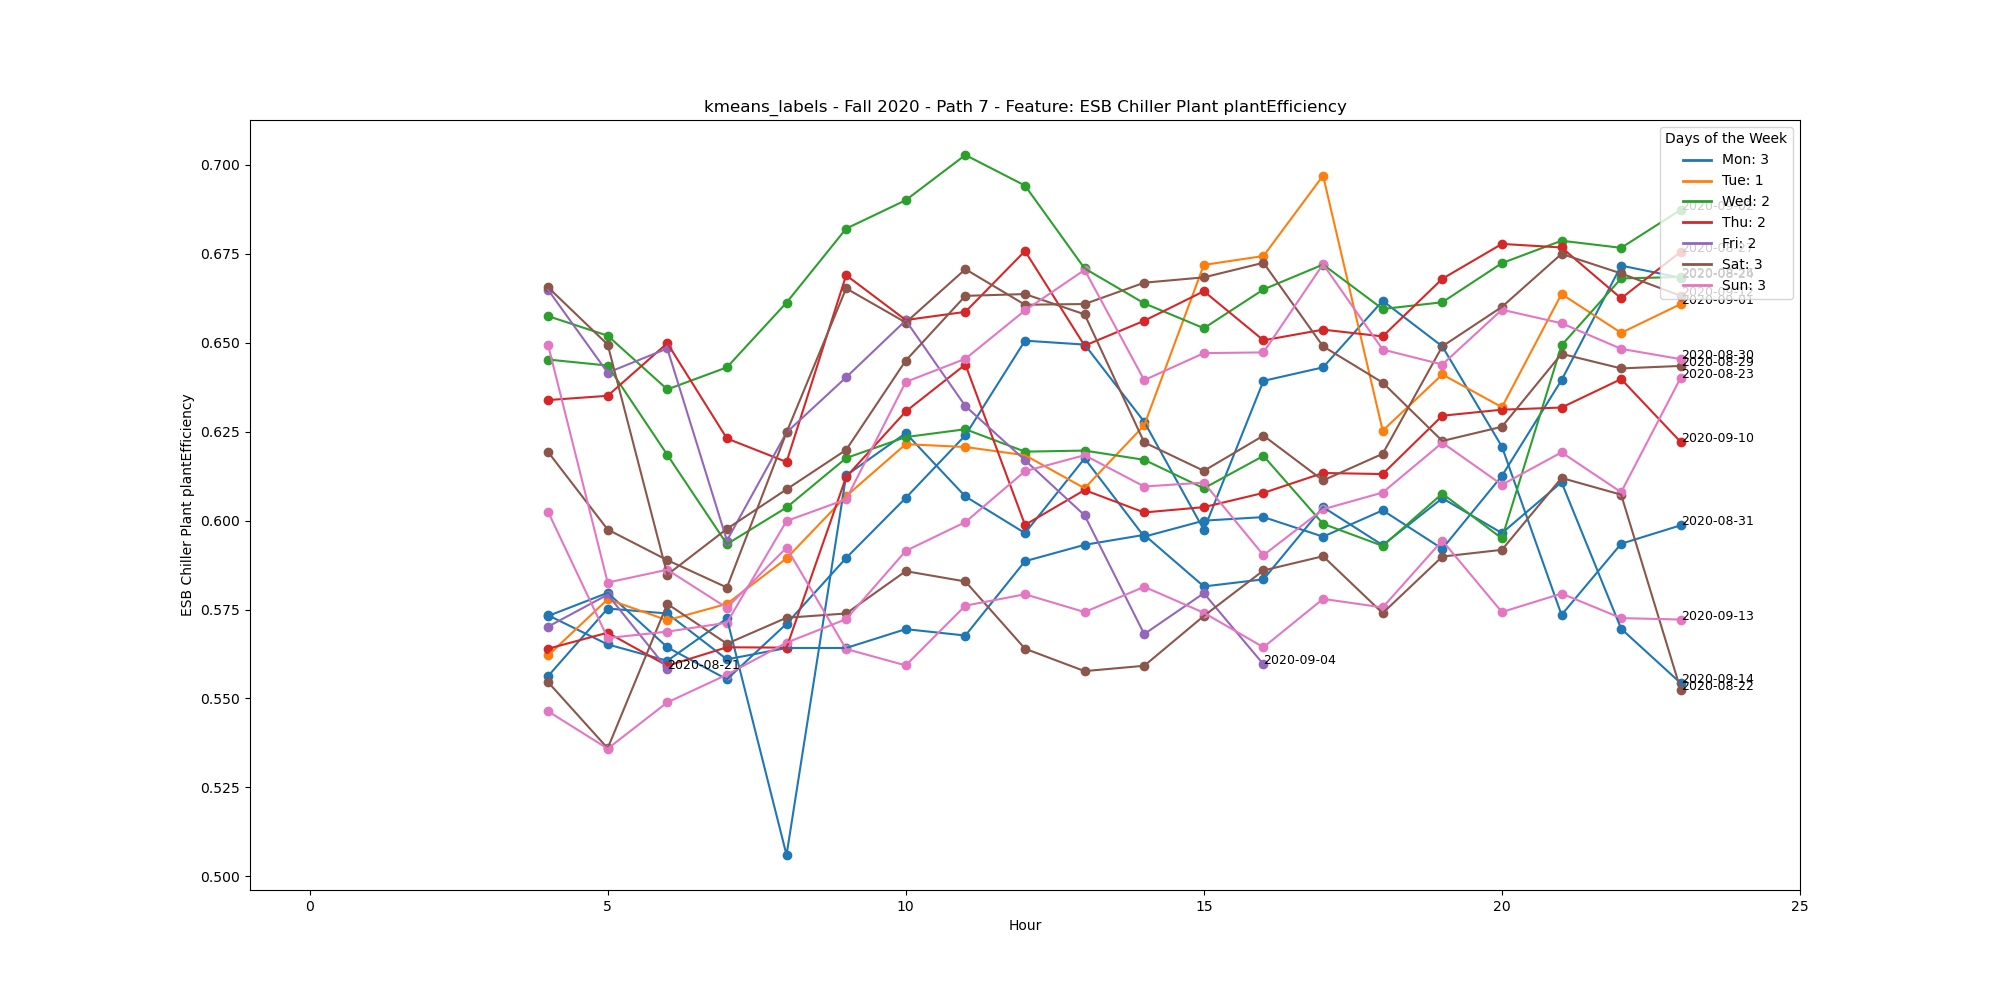 kmeans_labels - Fall 2020 - Path 7 - Feature: ESB Chiller Plant plantEfficiency
Days of the Week
Mon: 3
Tue: 1
Wed: 2
Thu: 2
Fri: 2
Sat: 3
Sun: 3
0.700
0.675
0.650
0.625
0.600
0.575
0.550
0.525
0.500
ESB Chiller Plant plantEfficiency
2020-09-01
2020-08-30
2020-08-29
2020-08-23
2020-09-10
2020-08-31
2020-09-13
2020-08-21
2020-09-04
2020-09-14
2020-08-22
0 5 10 15 20 25
Hour